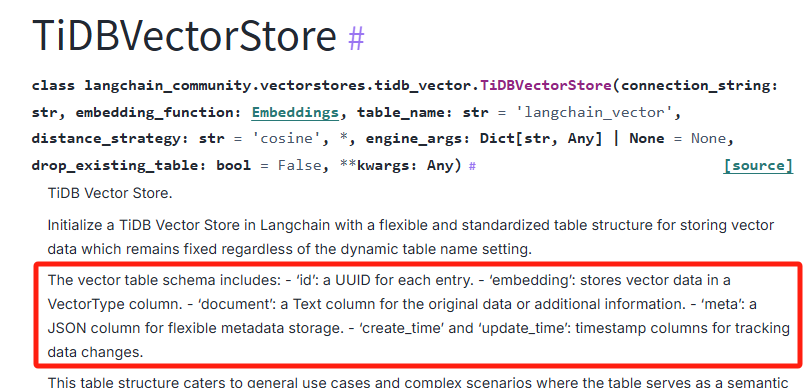 TiDBVectorStore #
class langchain_community.vectorstores.tidb_vector.TiDBVectorStore(connection_string:
str, embedding_function: Embeddings, table_name: str = 'langchain_vector',
distance_strategy: str = 'cosine', *, engine_args: Dict[str, Any] | None = None,
drop_existing_table: bool = False, **kwargs: Any) # [source]
TiDB Vector Store.
Initialize a TiDB Vector Store in Langchain with a flexible and standardized table structure for storing vector
data which remains fixed regardless of the dynamic table name setting.
The vector table schema includes: - ‘id’: a UUID for each entry. - ‘embedding’: stores vector data in a
VectorType column. - ‘document’: a Text column for the original data or additional information. - ‘meta’: a
JSON column for flexible metadata storage. - ‘create_time’ and ‘update_time’: timestamp columns for tracking
data changes.
This table structure caters to general use cases and complex scenarios where the table serves as a semantic